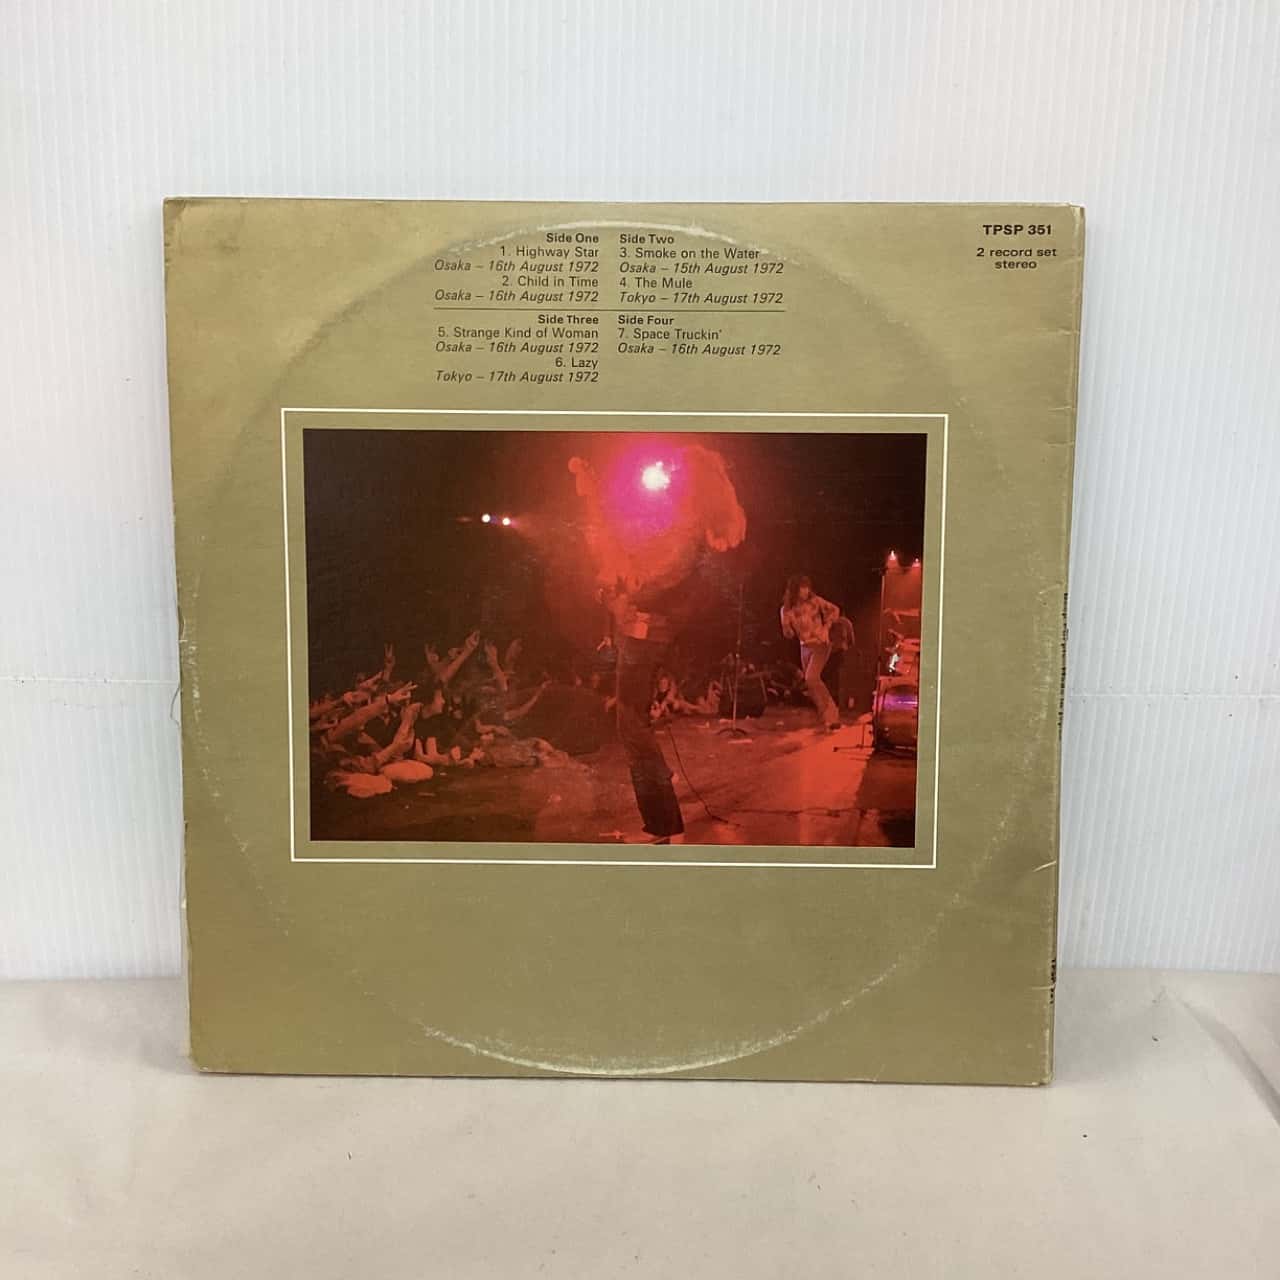 TPSP 351
2 record set
stereo
Side One
1. Highway Star
Osaka – 16th August 1972
2. Child in Time
Osaka – 16th August 1972
Side Two
3. Smoke on the Water
Osaka – 15th August 1972
4. The Mule
Tokyo – 17th August 1972
Side Three
5. Strange Kind of Woman
Osaka – 16th August 1972
6. Lazy
Tokyo – 17th August 1972
Side Four
7. Space Truckin'
Osaka – 16th August 1972